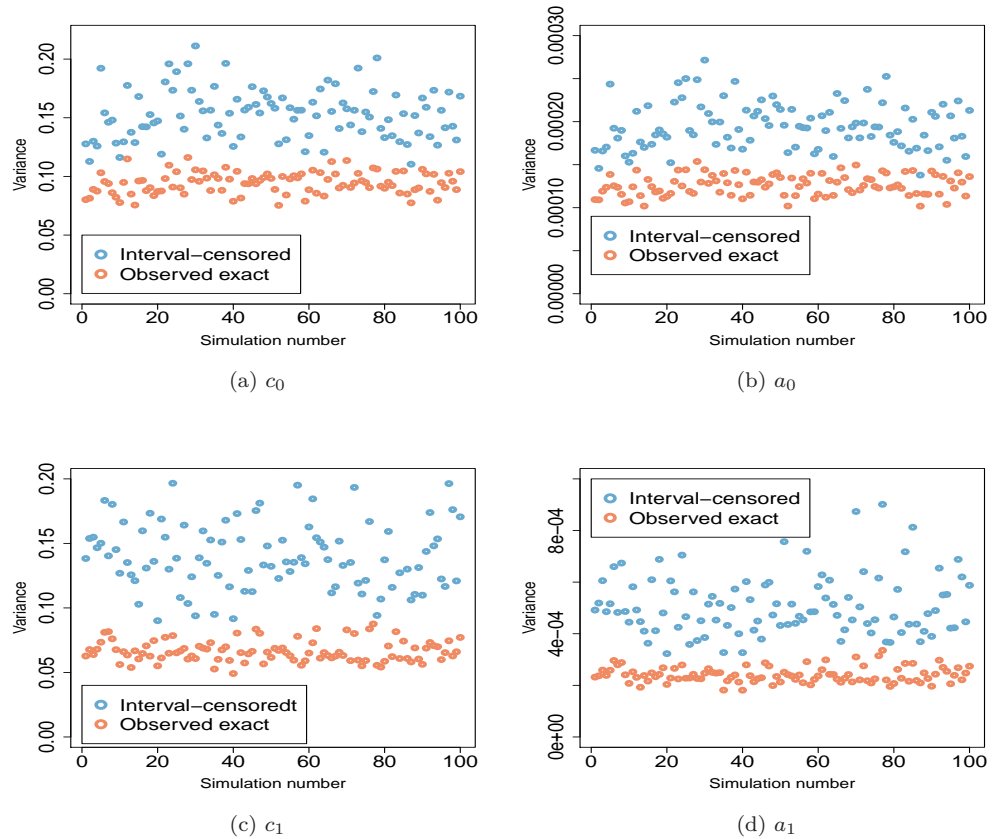 0.20
0.15
0.10
0.05
0.00
Variance
Interval−censored
Observed exact
0 20 40 60 80 100
Simulation number
(a) c0
0.00030
0.00020
0.00010
0.00000
Variance
Interval−censored
Observed exact
0 20 40 60 80 100
Simulation number
(b) a0
0.20
0.15
0.10
0.05
0.00
Variance
Interval−censoredt
Observed exact
0 20 40 60 80 100
Simulation number
(c) c1
8e−04
4e−04
0e+00
Variance
Interval−censored
Observed exact
0 20 40 60 80 100
Simulation number
(d) a1